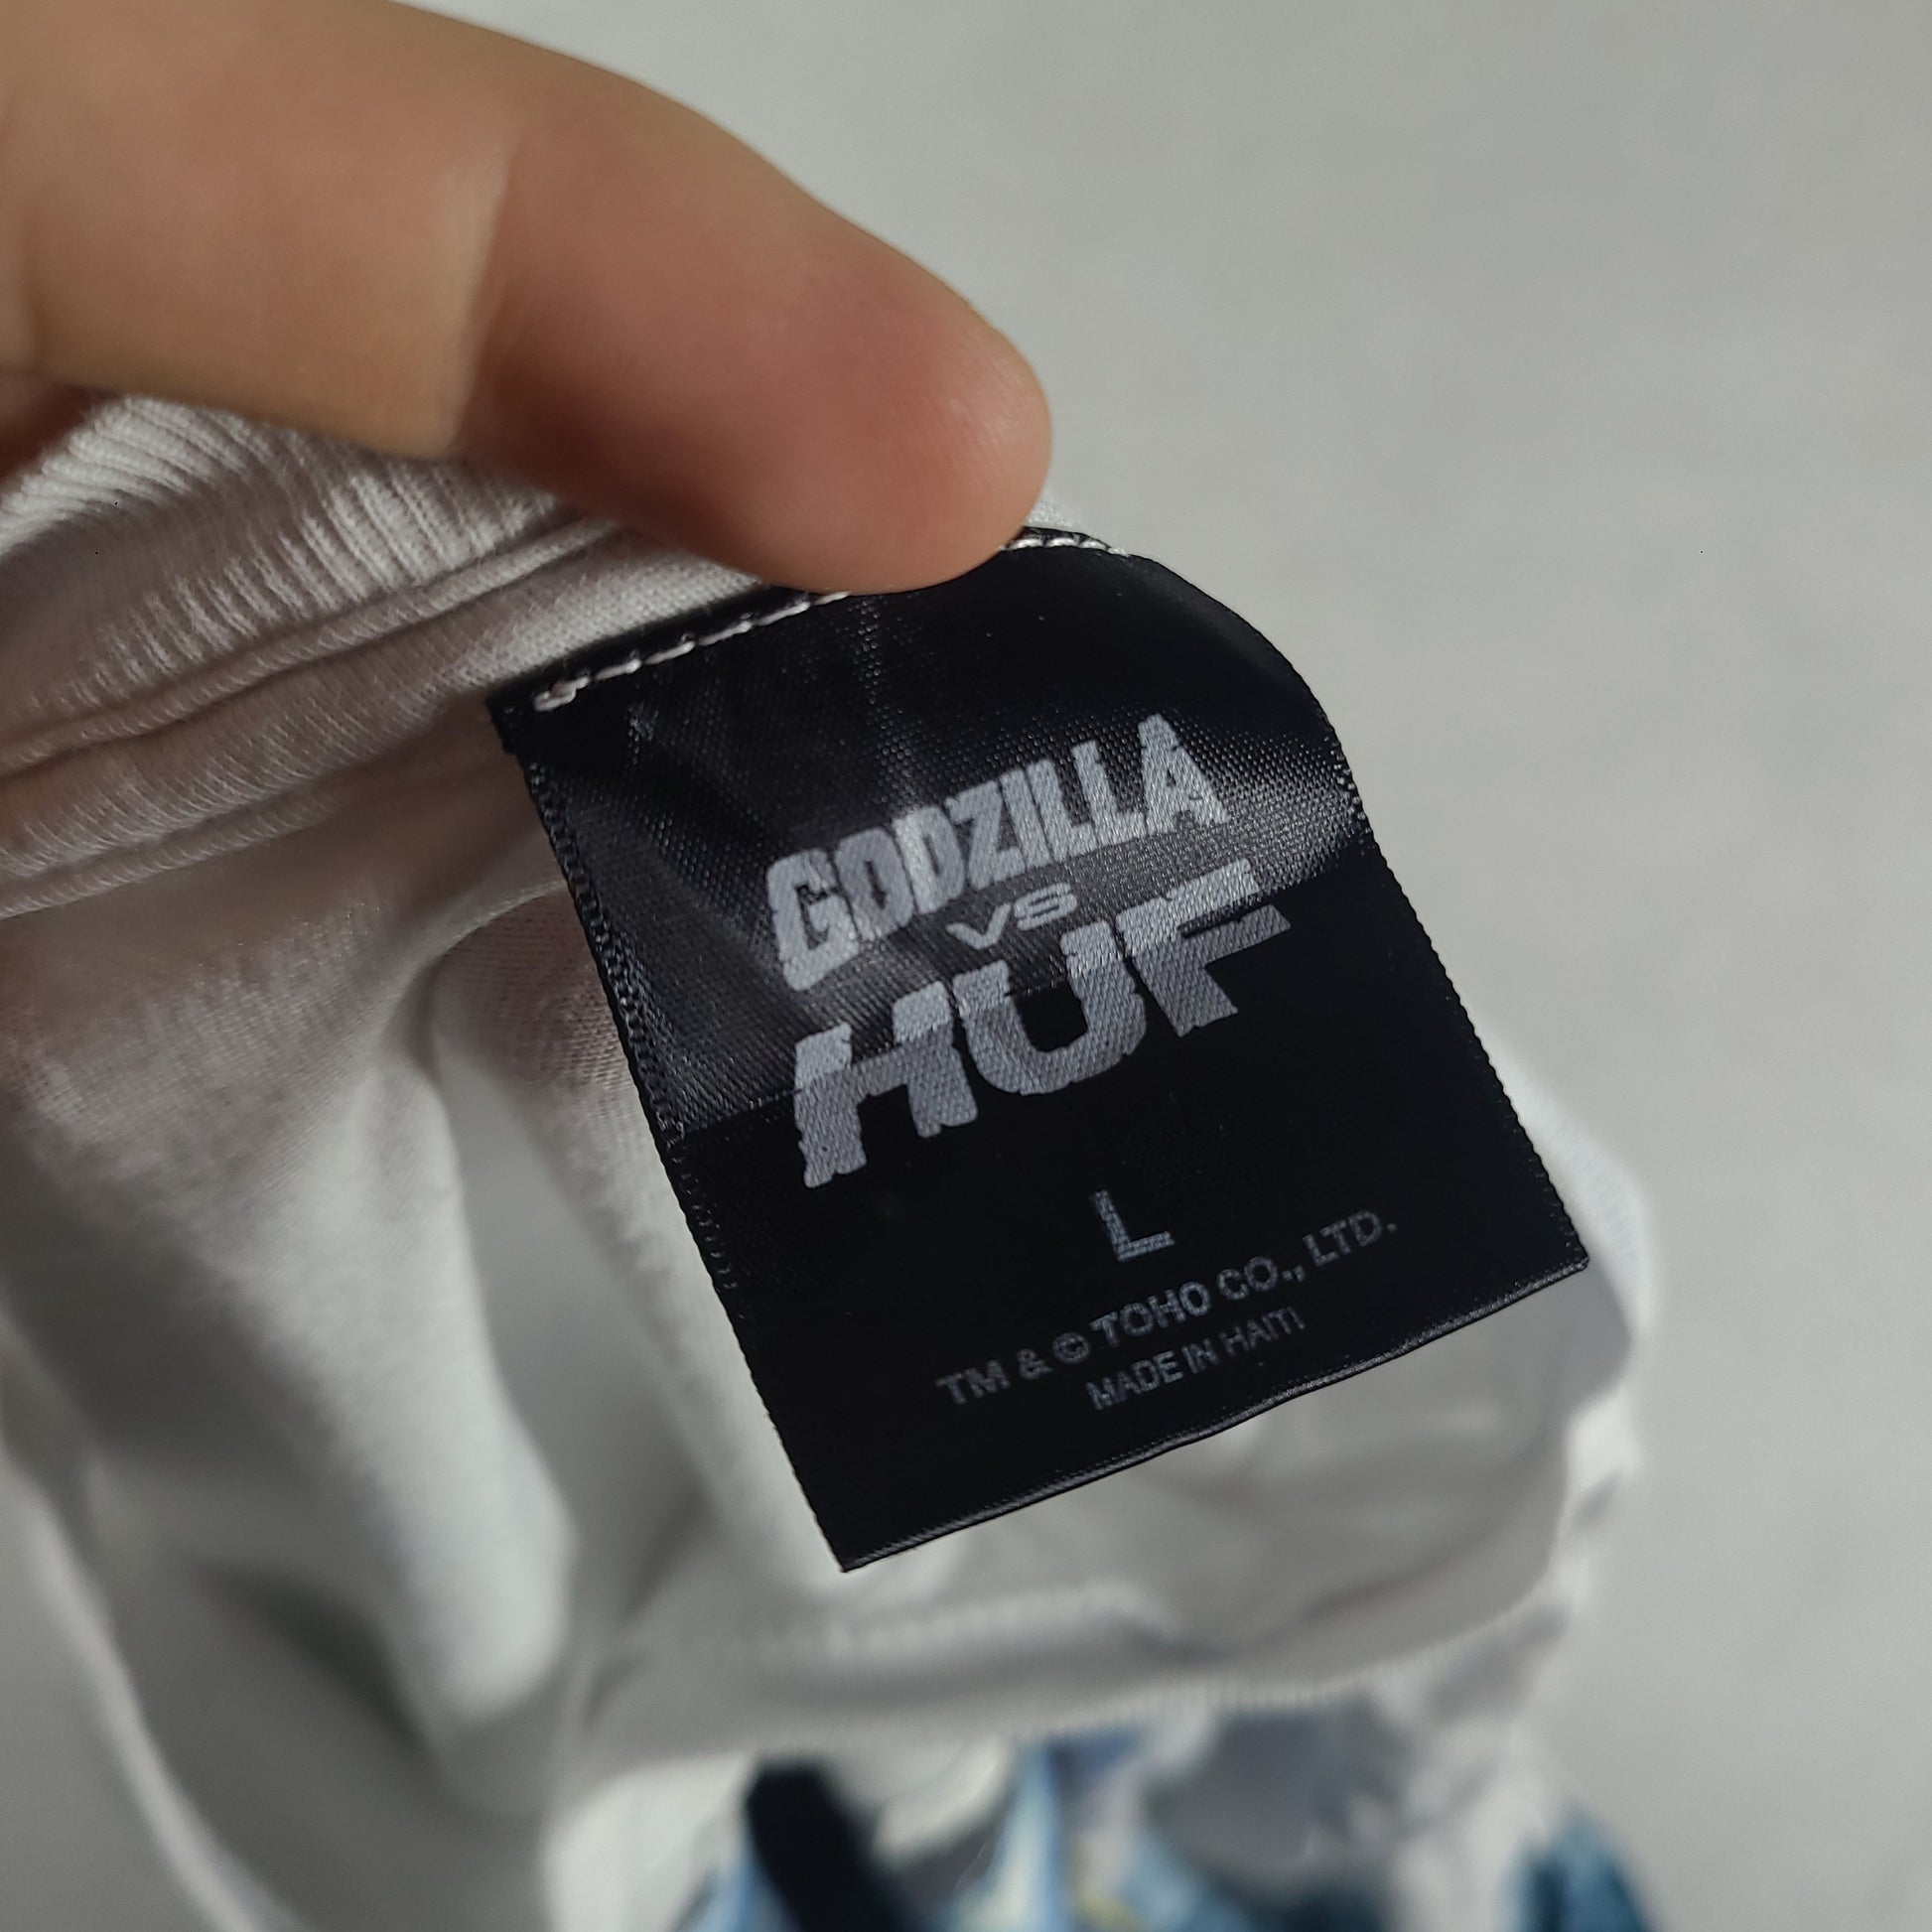 GODZILLA
VS
HUF
L
TM & © TOHO CO., LTD.
MADE IN HAITI